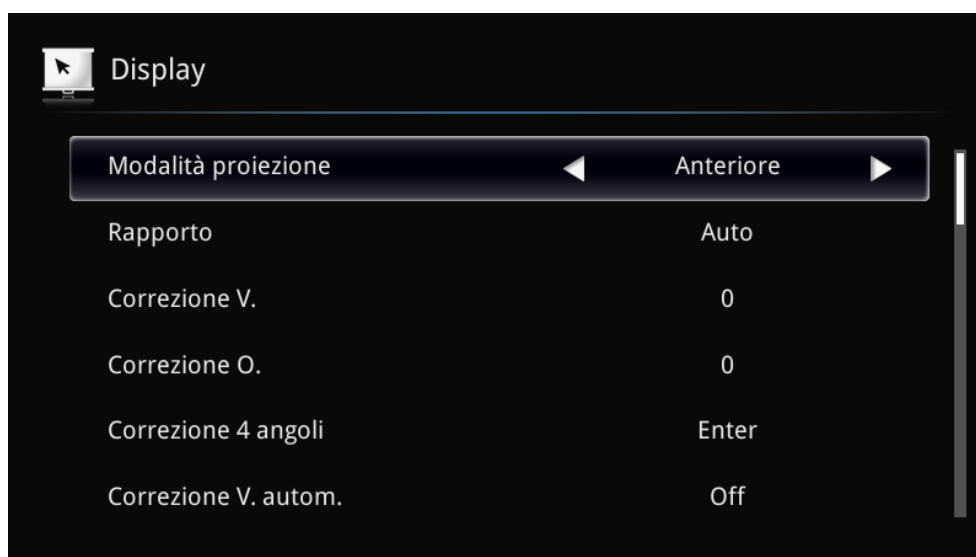 Display
Modalità proiezione Anteriore
Rapporto Auto
Correzione V. 0
Correzione O. 0
Correzione 4 angoli Enter
Correzione V. autom. Off